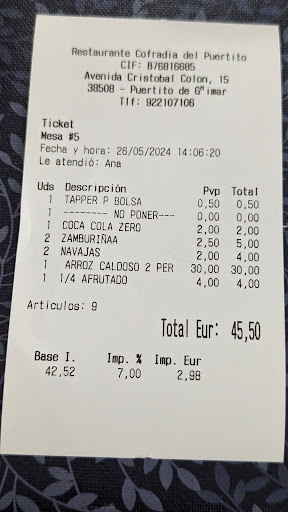 Restaurante Cofradia del Puertito
CIF: B76816685
Avenida Cristobal Colon, 15
38508 - Puertito de Gªimar
Tlf: 922107106
Ticket
Mesa #5
Fecha y hora: 26/05/2024 14:06:20
Le atendió: Ana
Uds Descripción Pvp Total
1 TAPPER P BOLSA 0,50 0,50
1 -------- NO PONER--- 0,00 0,00
1 COCA COLA ZERO 2,00 2,00
2 ZAMBURIÑAA 2,50 5,00
2 NAVAJAS 2,00 4,00
1 ARROZ CALDOSO 2 PER 30,00 30,00
1 1/4 AFRUTADO 4,00 4,00
Articulos: 9
Total Eur: 45,50
Base I. Imp. % Imp. Eur
42,52 7,00 2,98